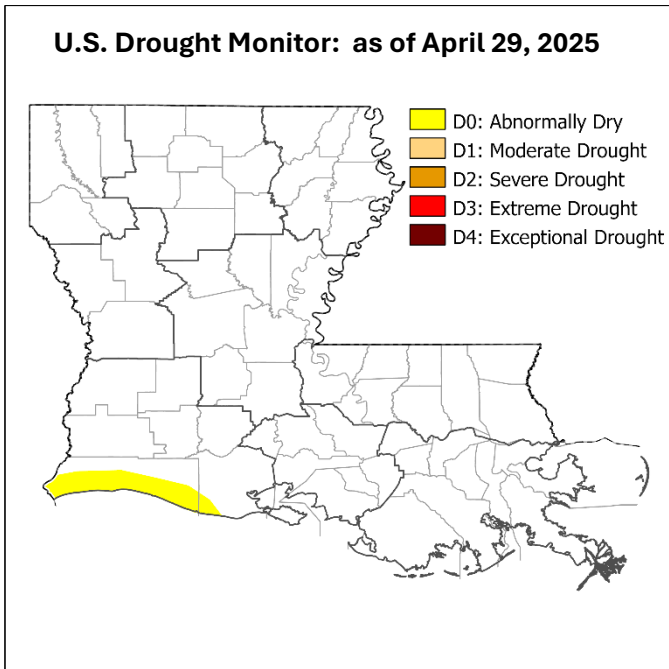 U.S. Drought Monitor: as of April 29, 2025
D0: Abnormally Dry
D1: Moderate Drought
D2: Severe Drought
D3: Extreme Drought
D4: Exceptional Drought